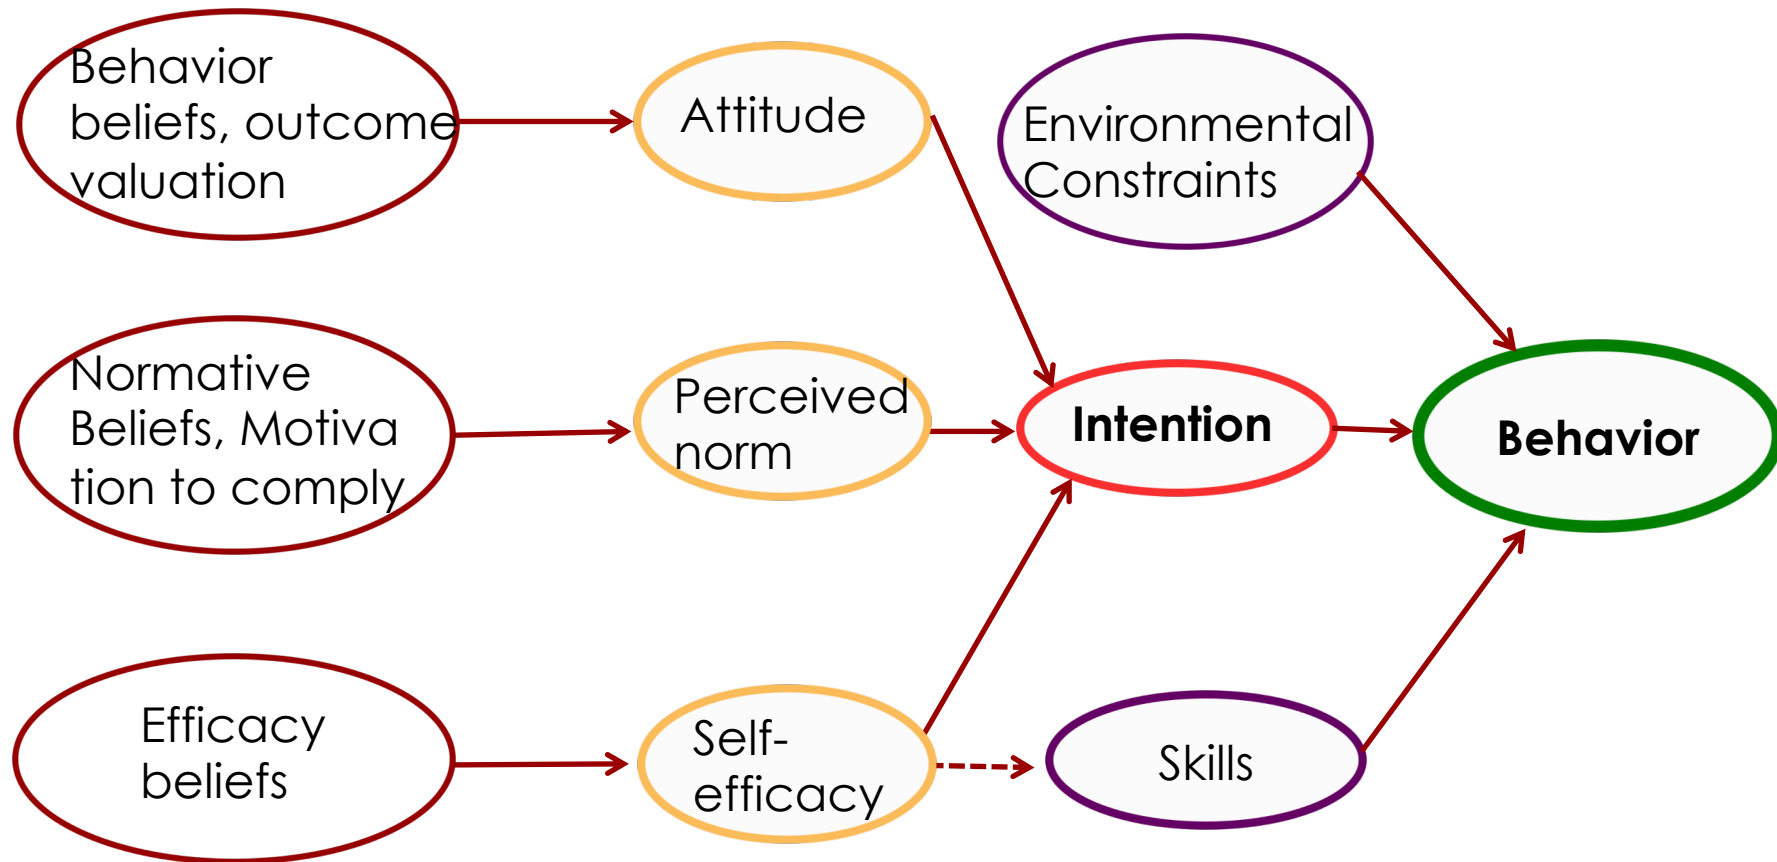 Behavior
beliefs, outcome
valuation
Attitude
Environmental
Constraints
Normative
Beliefs, Motiva
tion to comply
Perceived
norm
Intention
Behavior
Efficacy
beliefs
Self-
efficacy
Skills